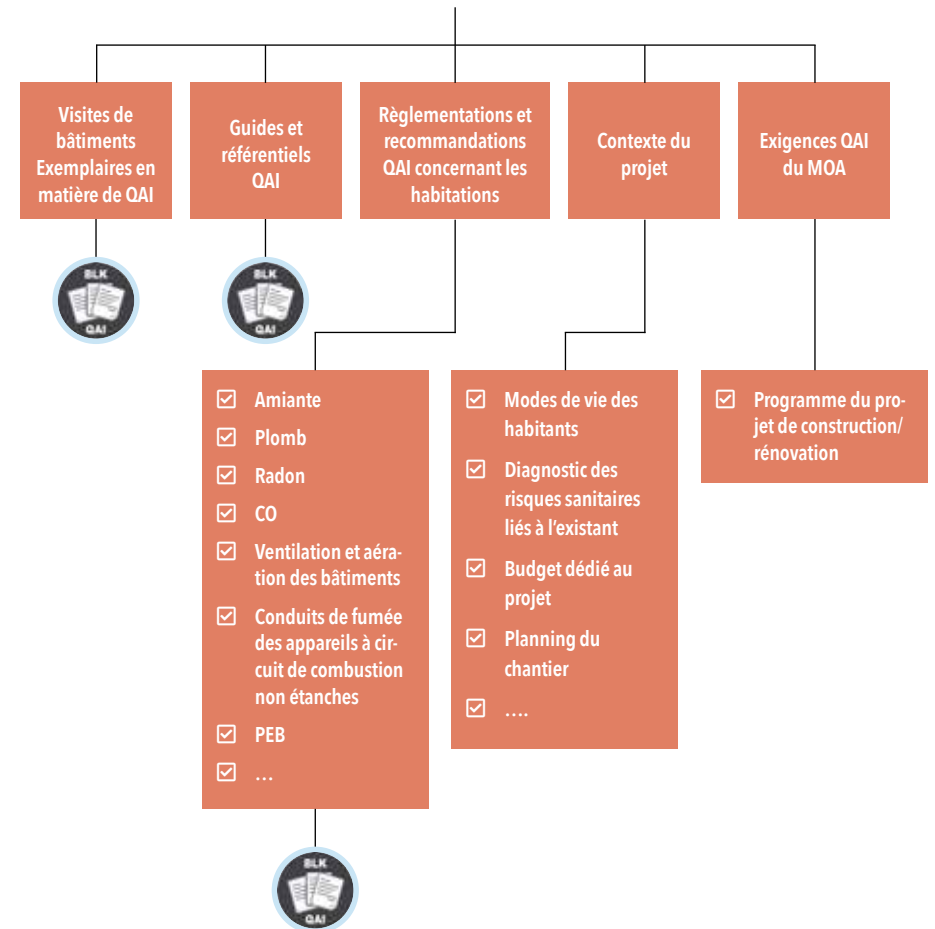 Visites de
bâtiments
Exemplaires en
matière de QAI
Guides et
référentiels
QAI
Règlementations et
recommandations
QAI concernant les
habitations
Contexte du
projet
Exigences QAI
du MOA
BLK
QAI
BLK
QAI
Amiante
Plomb
Radon
CO
Ventilation et aéra-
tion des bâtiments
Conduits de fumée
des appareils à cir-
cuit de combustion
non étanches
PEB
...
Modes de vie des
habitants
Diagnostic des
risques sanitaires
liés à l'existant
Budget dédié au
projet
Planning du
chantier
....
Programme du pro-
jet de construction/
rénovation
BLK
QAI